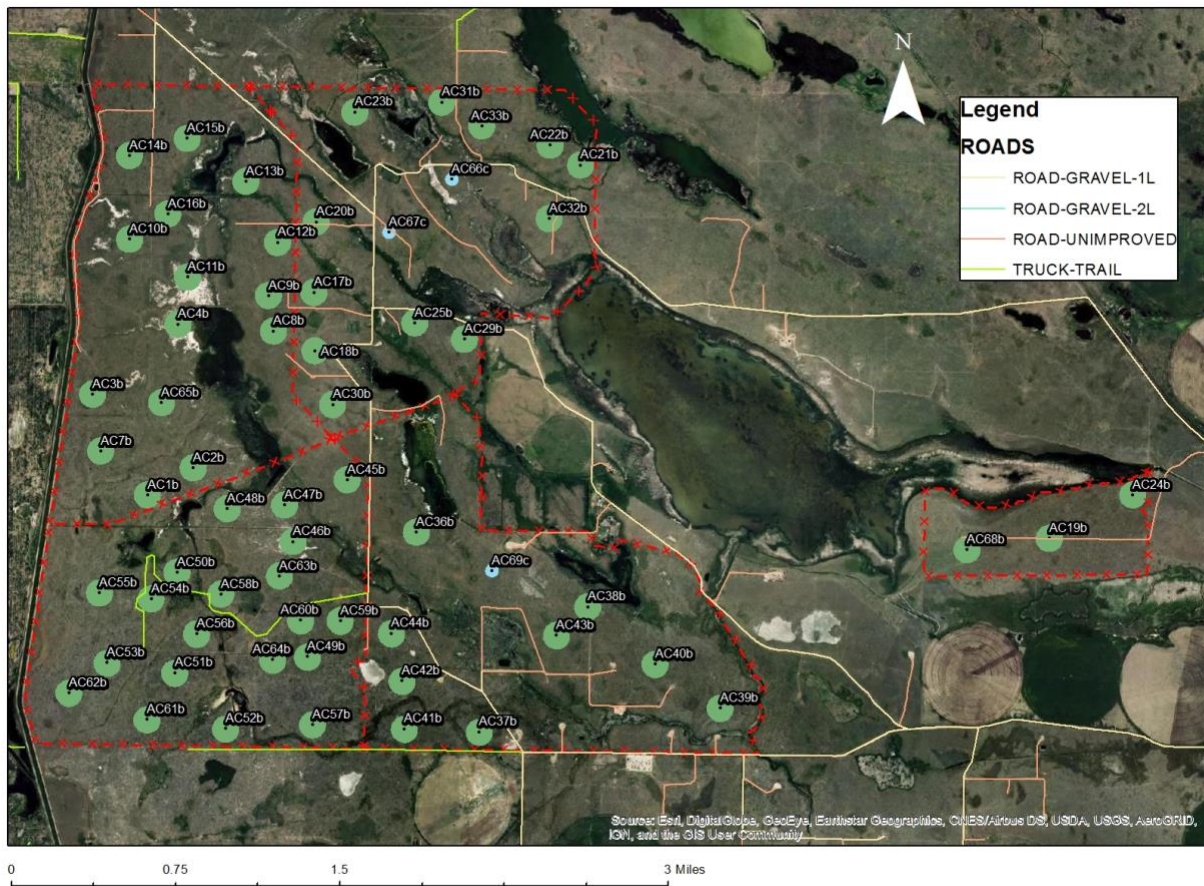 N
Legend
ROADS
ROAD-GRAVEL-1L
ROAD-GRAVEL-2L
ROAD-UNIMPROVED
TRUCK-TRAIL
AC31b
AC23b
AC33b
AC15b
AC22b
AC14b
AC21b
AC13b
AC66c
AC16b
AC20b
AC32b
AC67c
AC10b
AC12b
AC11b
AC9b
AC17b
AC4b
AC25b
AC8b
AC29b
AC18b
AC3b
AC65b
AC30b
AC7b
AC2b
AC45b
AC1b
AC48b
AC47b
AC24b
AC36b
AC19b
AC46b
AC68b
AC50b
AC63b
AC69c
AC55b
AC54b
AC58b
AC38b
AC56b
AC60b
AC59b
AC44b
AC43b
AC53b
AC64b
AC49b
AC51b
AC40b
AC62b
AC42b
AC39b
AC61b
AC52b
AC57b
AC41b
AC37b
Source: Esri, DigitalGlobe, GeoEye, Earthstar Geographics, CNES/Airbus DS, USDA, USGS, AeroGRID,
IGN, and the GIS User Community
0 0.75 1.5 3 Miles